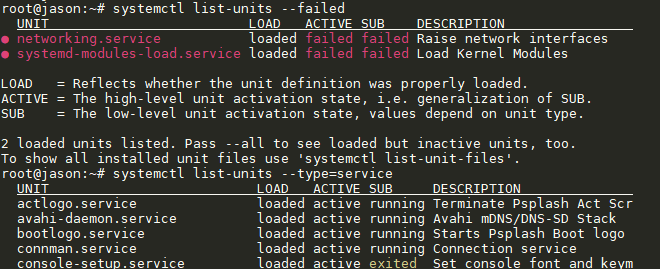 root@jason:~# systemctl list-units --failed
UNIT LOAD ACTIVE SUB DESCRIPTION
● networking.service loaded failed failed Raise network interfaces
● systemd-modules-load.service loaded failed failed Load Kernel Modules
LOAD = Reflects whether the unit definition was properly loaded.
ACTIVE = The high-level unit activation state, i.e. generalization of SUB.
SUB = The low-level unit activation state, values depend on unit type.
2 loaded units listed. Pass --all to see loaded but inactive units, too.
To show all installed unit files use 'systemctl list-unit-files'.
root@jason:~# systemctl list-units --type=service
UNIT LOAD ACTIVE SUB DESCRIPTION
actlogo.service loaded active running Terminate Psplash Act Scr
avahi-daemon.service loaded active running Avahi mDNS/DNS-SD Stack
bootlogo.service loaded active running Starts Psplash Boot logo
connman.service loaded active running Connection service
console-setup.service loaded active exited Set console font and keym